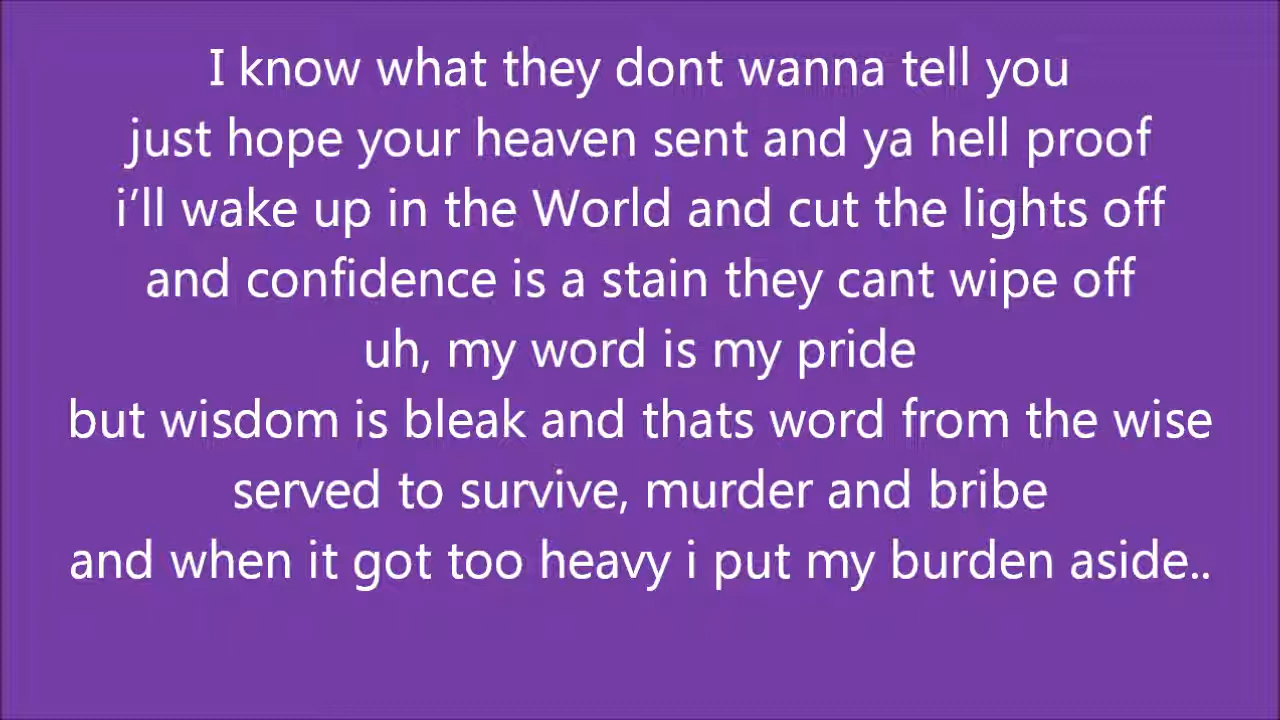 I know what they dont wanna tell you
just hope your heaven sent and ya hell proof
i’ll wake up in the World and cut the lights off
and confidence is a stain they cant wipe off
uh, my word is my pride
but wisdom is bleak and thats word from the wise
served to survive, murder and bribe
and when it got too heavy i put my burden aside..